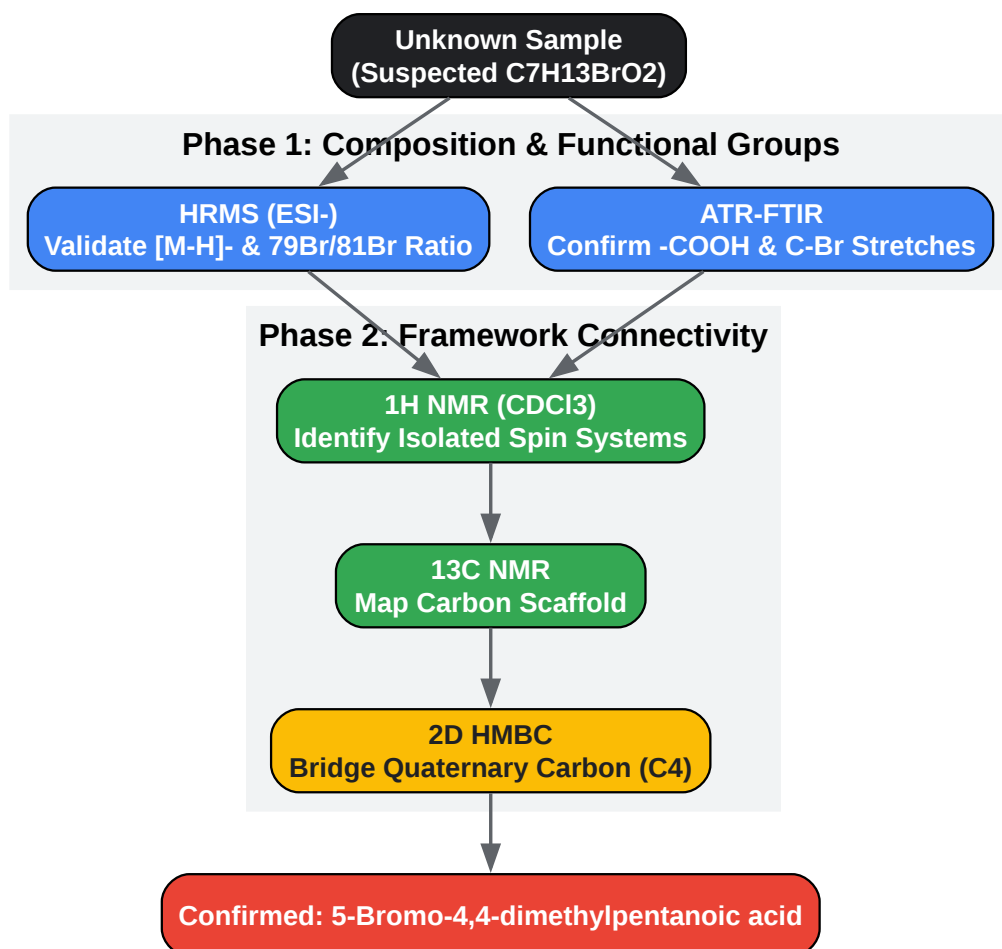 Unknown Sample
(Suspected C7H13BrO2)
Phase 1: Composition & Functional Groups
HRMS (ESI-)
Validate [M-H]- & 79Br/81Br Ratio
ATR-FTIR
Confirm -COOH & C-Br Stretches
Phase 2: Framework Connectivity
1H NMR (CDCl3)
Identify Isolated Spin Systems
13C NMR
Map Carbon Scaffold
2D HMBC
Bridge Quaternary Carbon (C4)
Confirmed: 5-Bromo-4,4-dimethylpentanoic acid